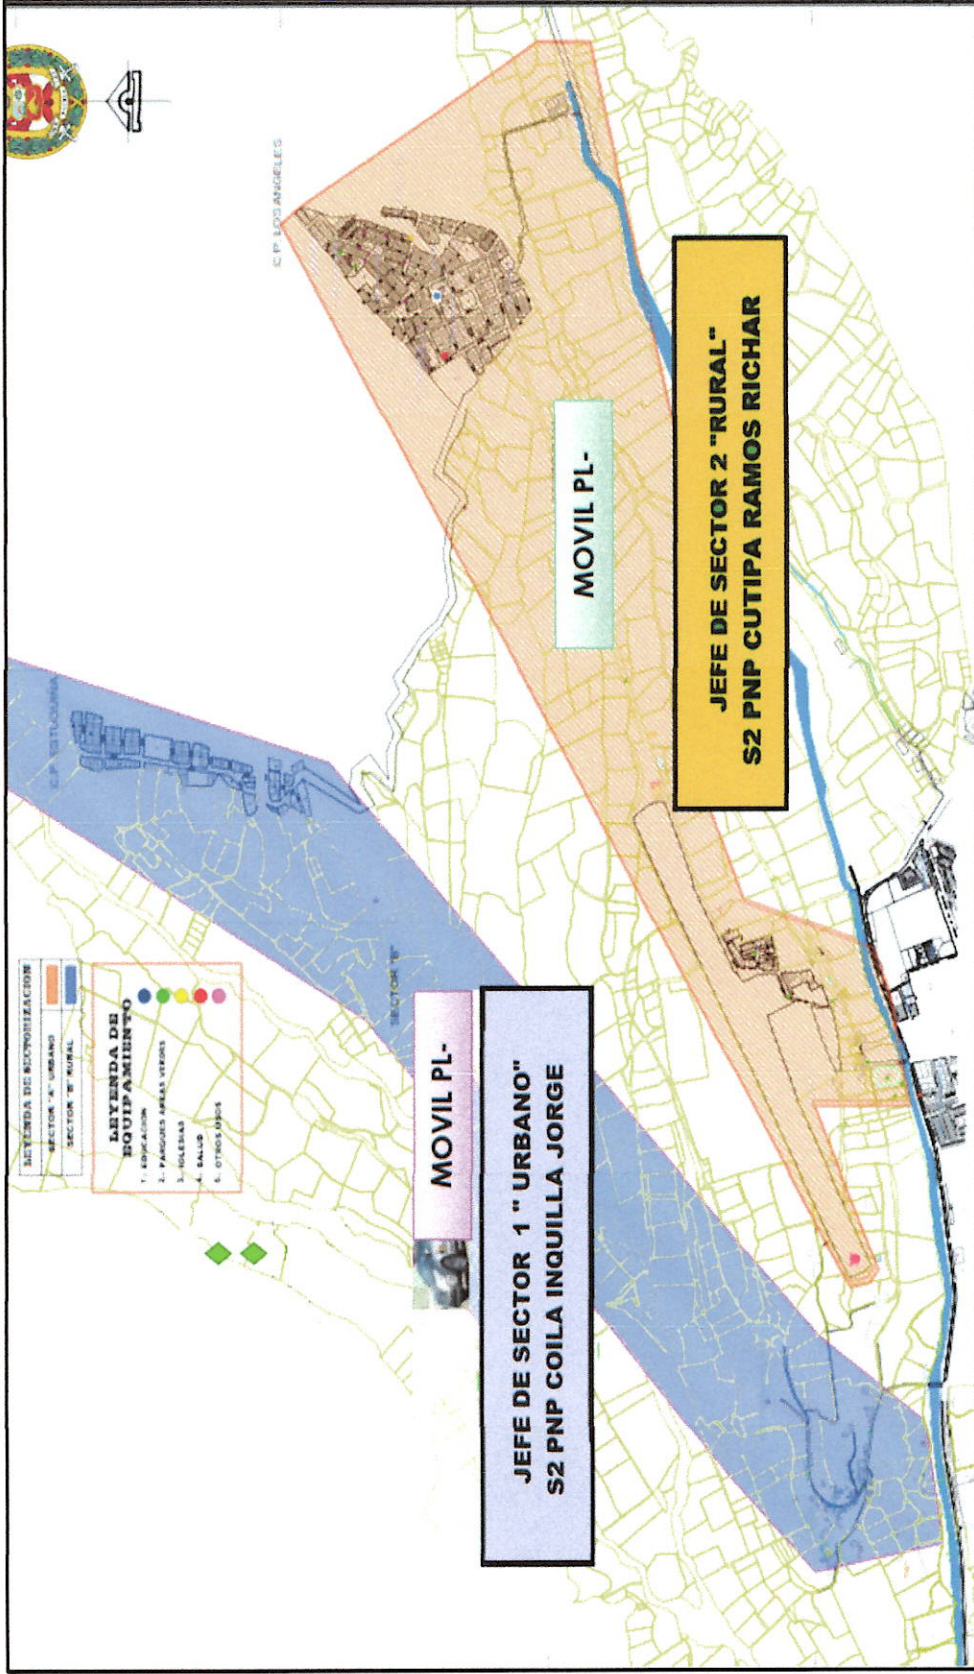 LEYENDA DE SECTORIZACION
SECTOR "A" URBANO
SECTOR "B" RURAL
LEYENDA DE
EQUIPAMIENTO
1. EDUCACION
2. PARQUES AREAS VERDES
3. IGLESIAS
4. SALUD
5. OTROS USOS
C.P. ESTUQUIÑA
C.P. LOS ANGELES
SECTOR "B"
MOVIL PL-
JEFE DE SECTOR 1 " URBANO"
S2 PNP COILA INQUILLA JORGE
MOVIL PL-
JEFE DE SECTOR 2 "RURAL"
S2 PNP CUTIPA RAMOS RICHAR